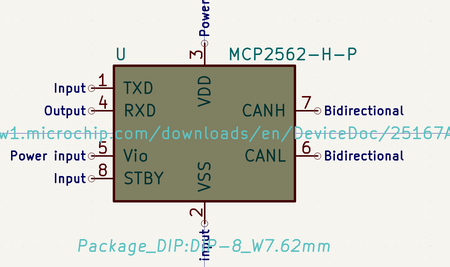 Power
U MCP2562-H-P
3
VDD
Input 1 TXD
Output 4 RXD CANH 7 Bidirectional
w1.microchip.com/downloads/en/DeviceDoc/25167A
Power input 5 Vio CANL 6 Bidirectional
Input 8 STBY
VSS
2
input
Package_DIP:DIP-8_W7.62mm